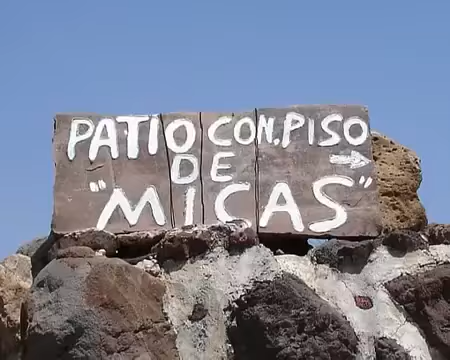 PATIO CON.PISO
DE →
"MICAS"